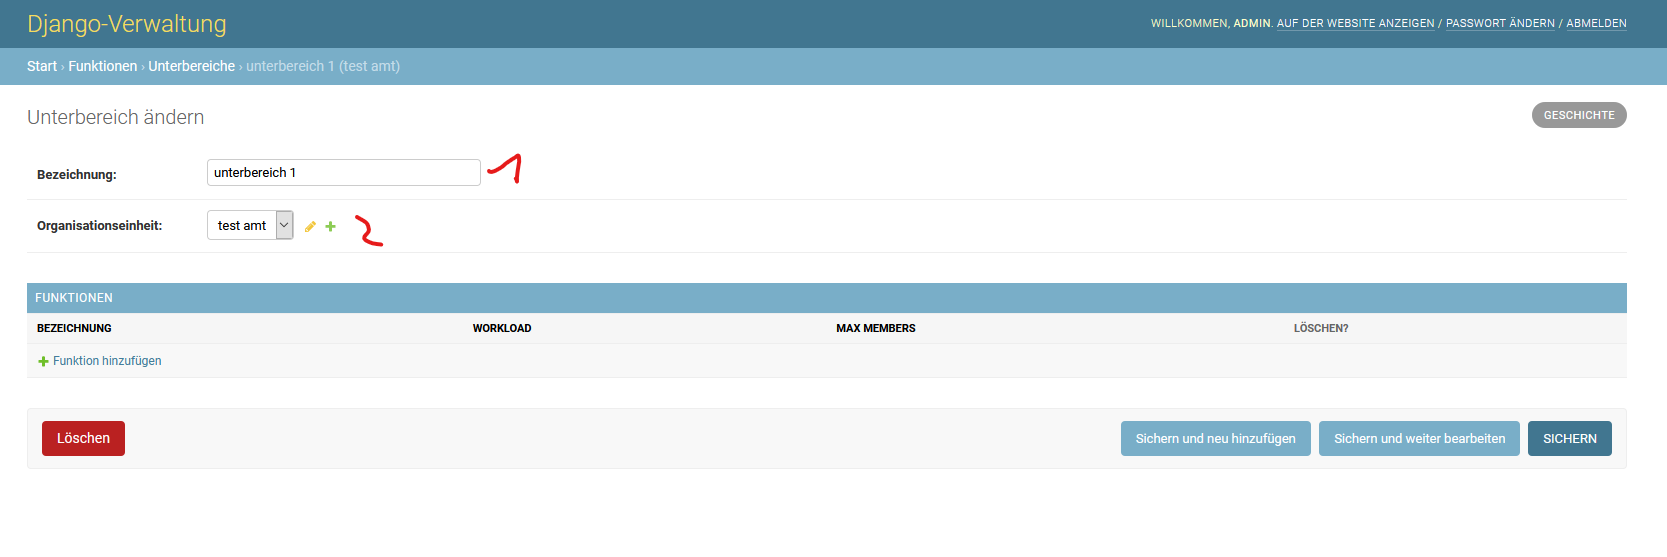 Django-Verwaltung
WILLKOMMEN, ADMIN. AUF DER WEBSITE ANZEIGEN / PASSWORT ÄNDERN / ABMELDEN
Start › Funktionen › Unterbereiche › unterbereich 1 (test amt)
Unterbereich ändern
GESCHICHTE
Bezeichnung: unterbereich 1 1
Organisationseinheit: test amt 2
FUNKTIONEN
BEZEICHNUNG WORKLOAD MAX MEMBERS LÖSCHEN?
Funktion hinzufügen
Löschen Sichern und neu hinzufügen Sichern und weiter bearbeiten SICHERN